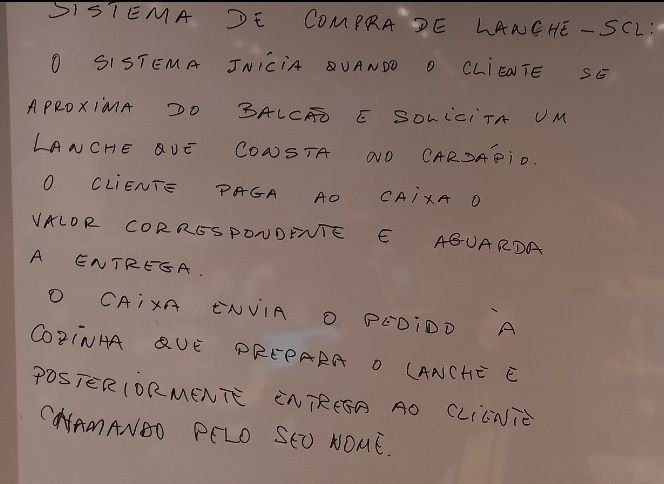 SISTEMA DE COMPRA DE LANCHE - SCL:
O SISTEMA INÍCIA QUANDO O CLIENTE SE
APROXIMA DO BALCÃO E SOLICITA UM
LANCHE QUE CONSTA NO CARDÁPIO.
O CLIENTE PAGA AO CAIXA O
VALOR CORRESPONDENTE E AGUARDA
A ENTREGA.
O CAIXA ENVIA O PEDIDO À
COZINHA QUE PREPARA O LANCHE E
POSTERIORMENTE ENTREGA AO CLIENTE
CHAMANDO PELO SEU NOME.